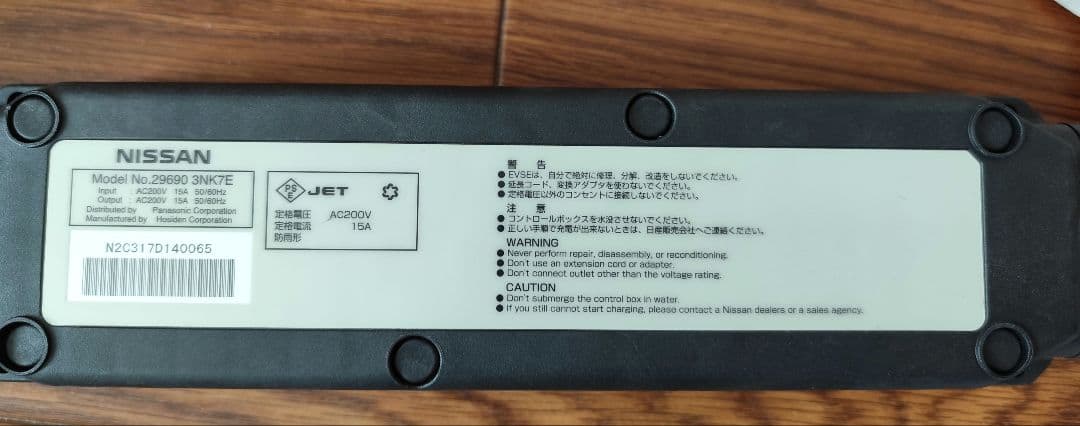 NISSAN
Model No.29690 3NK7E
Input : AC200V 15A 50/60Hz
Output : AC200V 15A 50/60Hz
Distributed by Panasonic Corporation
Manufactured by Hosiden Corporation
N2C317D140065
PS
E
JET
定格電圧 AC200V
定格電流 15A
防雨形
警 告
● EVSEは、自分で絶対に修理、分解、改造をしないでください。
● 延長コード、変換アダプタを使わないでください。
● 定格電圧以外のコンセントに接続しないでください。
注 意
● コントロールボックスを水没させないでください。
● 正しい手順で充電が出来ないときは、日産販売会社へご連絡ください。
WARNING
● Never perform repair, disassembly, or reconditioning.
● Don't use an extension cord or adapter.
● Don't connect outlet other than the voltage rating.
CAUTION
● Don't submerge the control box in water.
● If you still cannot start charging, please contact a Nissan dealers or a sales agency.